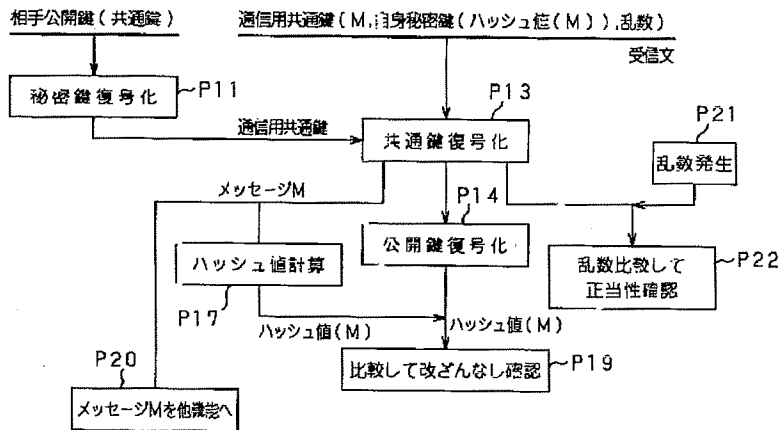 相手公開鍵(共通鍵)
通信用共通鍵(M,自身秘密鍵(ハッシュ値(M)),乱数)
受信文
秘密鍵復号化
P11
P13
通信用共通鍵
共通鍵復号化
P21
乱数発生
メッセージM
P14
公開鍵復号化
ハッシュ値計算
P17
乱数比較して
正当性確認
P22
ハッシュ値(M)
ハッシュ値(M)
P20
比較して改ざんなし確認
P19
メッセージMを他機能へ